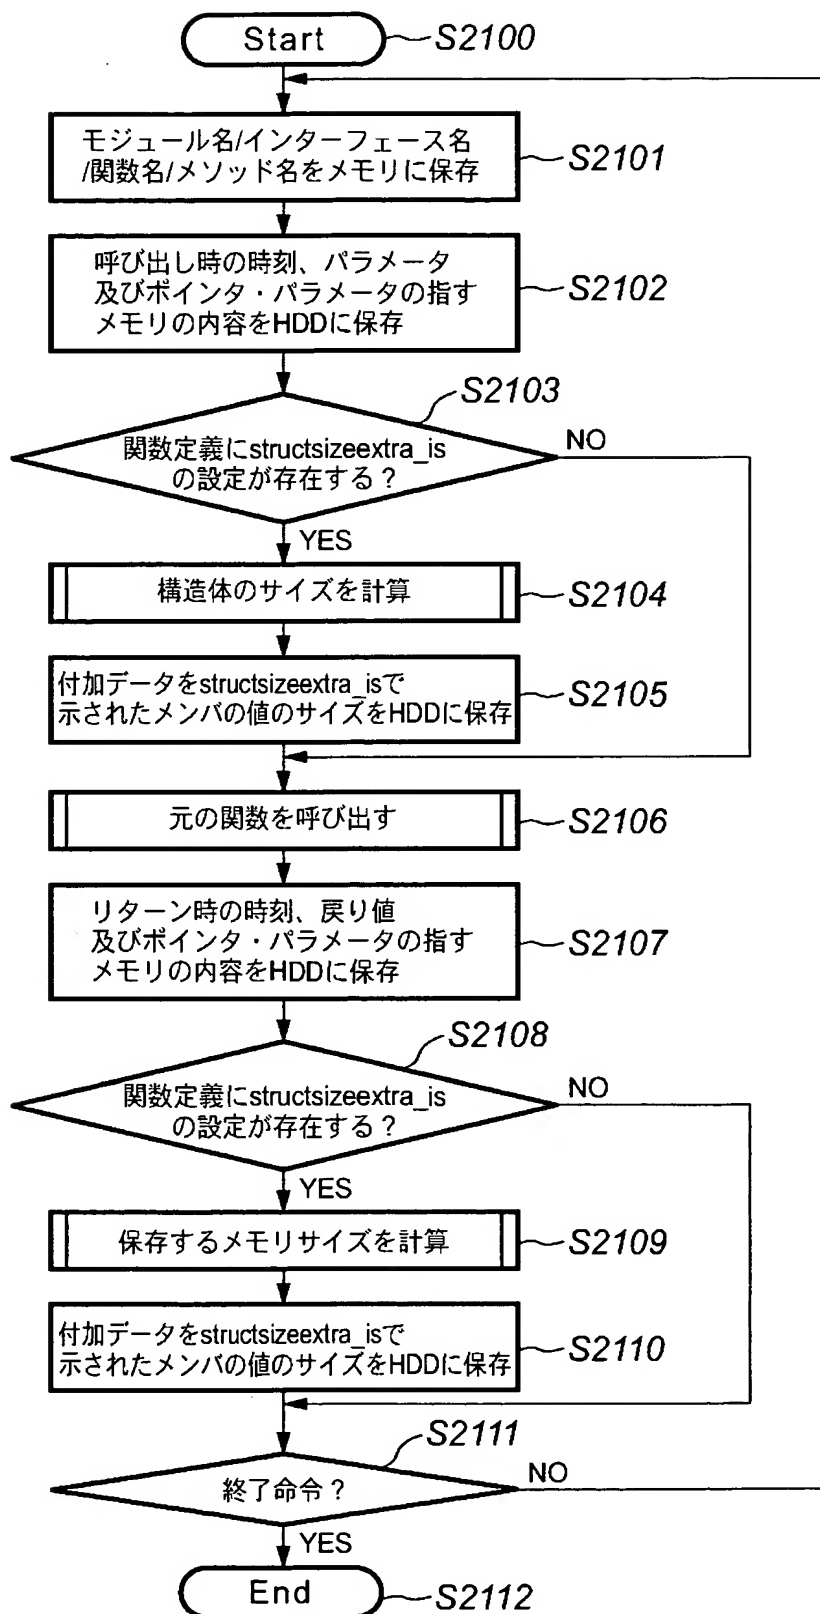 Start
S2100
モジュール名/インターフェース名
/関数名/メソッド名をメモリに保存
S2101
呼び出し時の時刻、パラメータ
及びポインタ・パラメータの指す
メモリの内容をHDDに保存
S2102
S2103
関数定義にstructsizeextra_is
の設定が存在する?
NO
YES
構造体のサイズを計算
S2104
付加データをstructsizeextra_isで
示されたメンバの値のサイズをHDDに保存
S2105
元の関数を呼び出す
S2106
リターン時の時刻、戻り値
及びポインタ・パラメータの指す
メモリの内容をHDDに保存
S2107
S2108
関数定義にstructsizeextra_is
の設定が存在する?
NO
YES
保存するメモリサイズを計算
S2109
付加データをstructsizeextra_isで
示されたメンバの値のサイズをHDDに保存
S2110
S2111
終了命令?
NO
YES
End
S2112